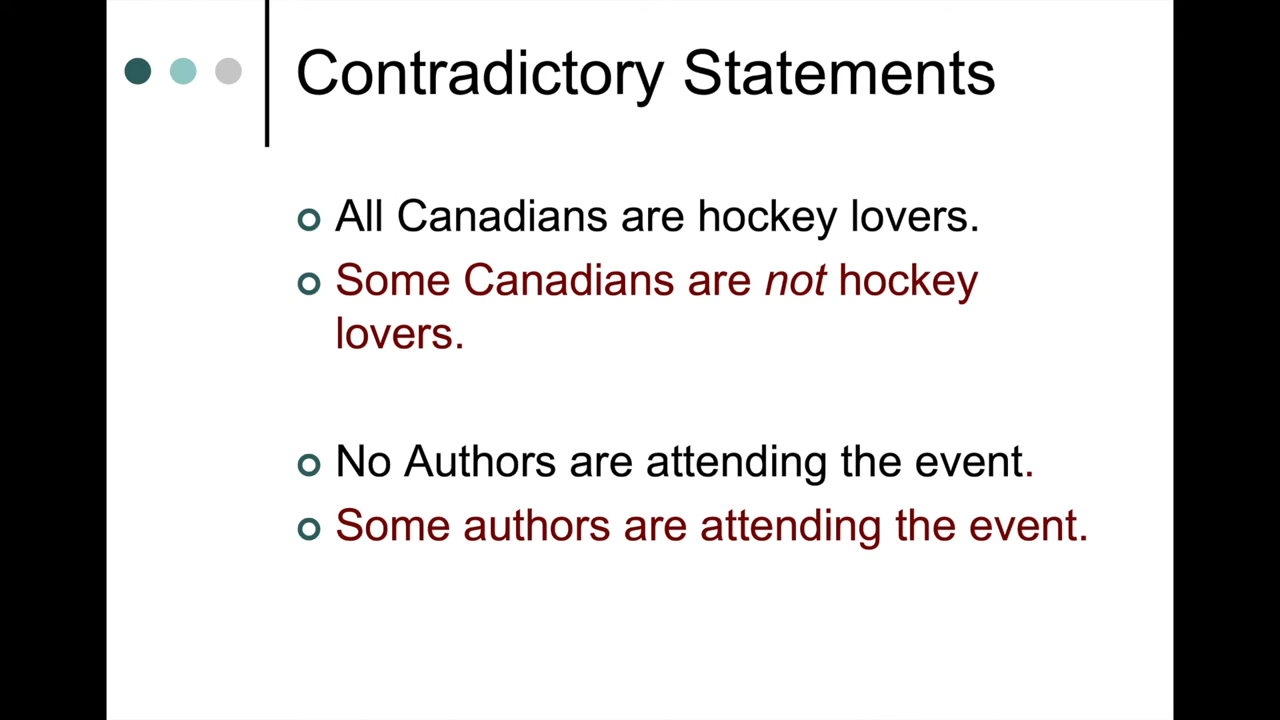 Contradictory Statements
All Canadians are hockey lovers.
Some Canadians are not hockey
lovers.
No Authors are attending the event.
Some authors are attending the event.